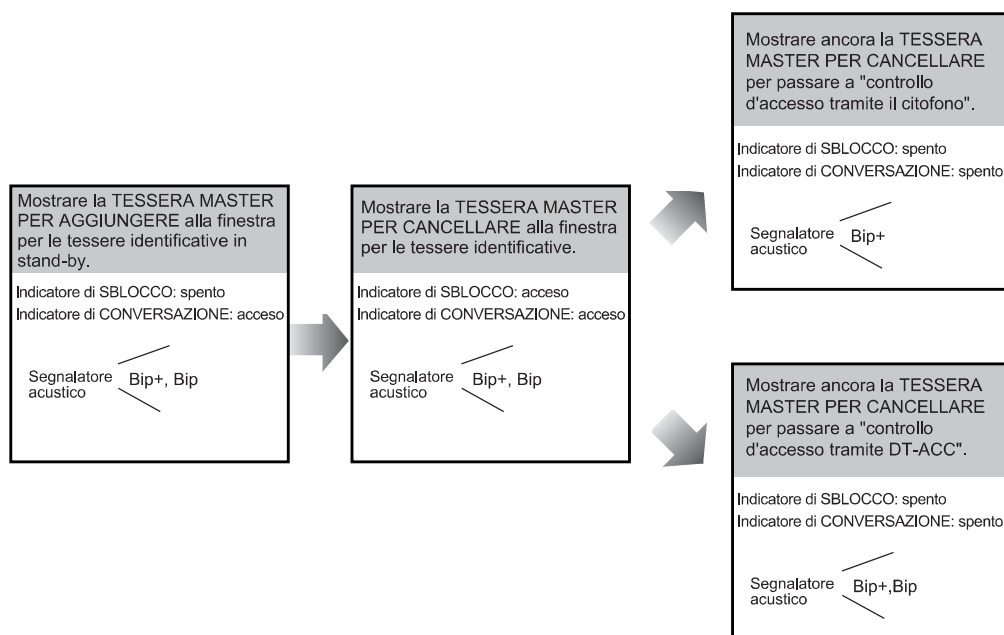 Mostrare la TESSERA MASTER
PER AGGIUNGERE alla finestra
per le tessere identificative in
stand-by.
Indicatore di SBLOCCO: spento
Indicatore di CONVERSAZIONE: acceso
Segnalatore
acustico
Bip+, Bip
Mostrare la TESSERA MASTER
PER CANCELLARE alla finestra
per le tessere identificative.
Indicatore di SBLOCCO: acceso
Indicatore di CONVERSAZIONE: acceso
Segnalatore
acustico
Bip+, Bip
Mostrare ancora la TESSERA
MASTER PER CANCELLARE
per passare a "controllo
d'accesso tramite il citofono".
Indicatore di SBLOCCO: spento
Indicatore di CONVERSAZIONE: spento
Segnalatore
acustico
Bip+
Mostrare ancora la TESSERA
MASTER PER CANCELLARE
per passare a "controllo
d'accesso tramite DT-ACC".
Indicatore di SBLOCCO: spento
Indicatore di CONVERSAZIONE: spento
Segnalatore
acustico
Bip+,Bip